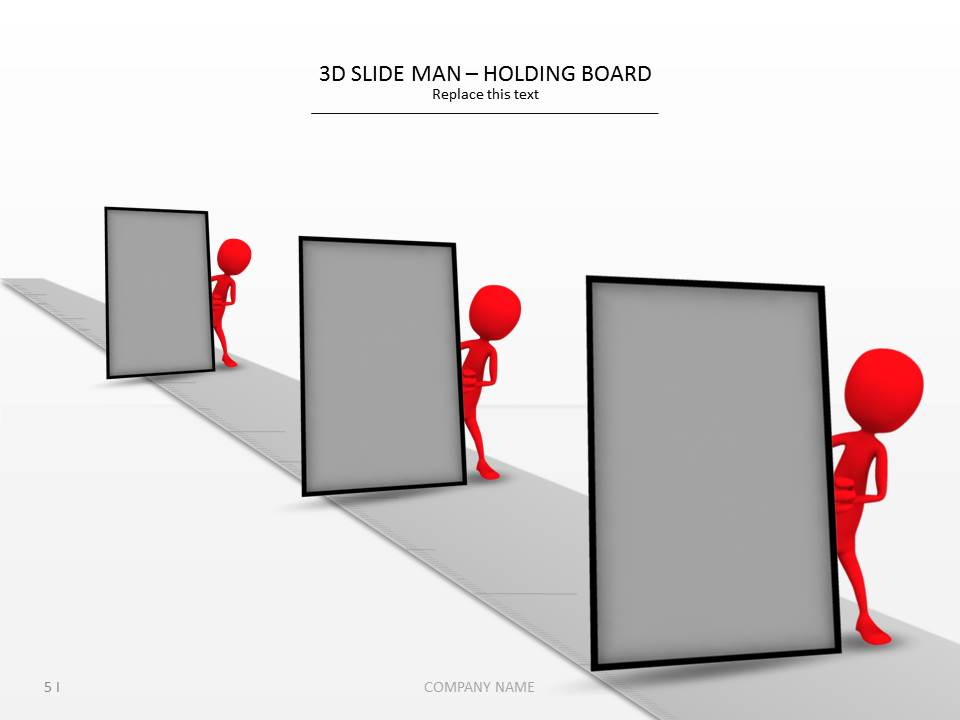 3D SLIDE MAN – HOLDING BOARD
Replace this text
5 I
COMPANY NAME